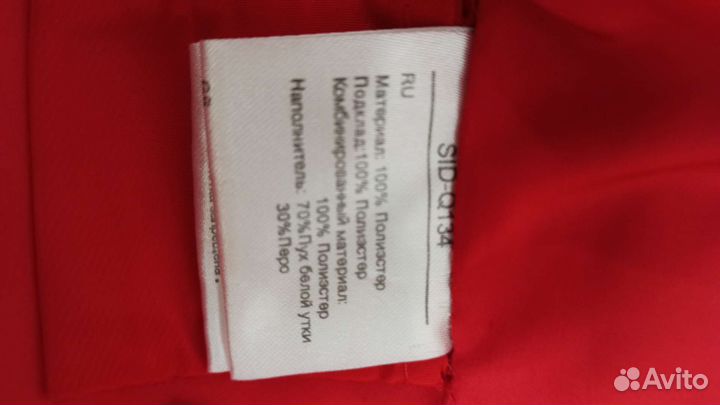 SID-Q134
RU
Материал: 100% Полиэстер
Подклад:100% Полиэстер
Комбинированный материал:
100% Полиэстер
Наполнитель: 70%Пух белой утки
30%Перо
Avito